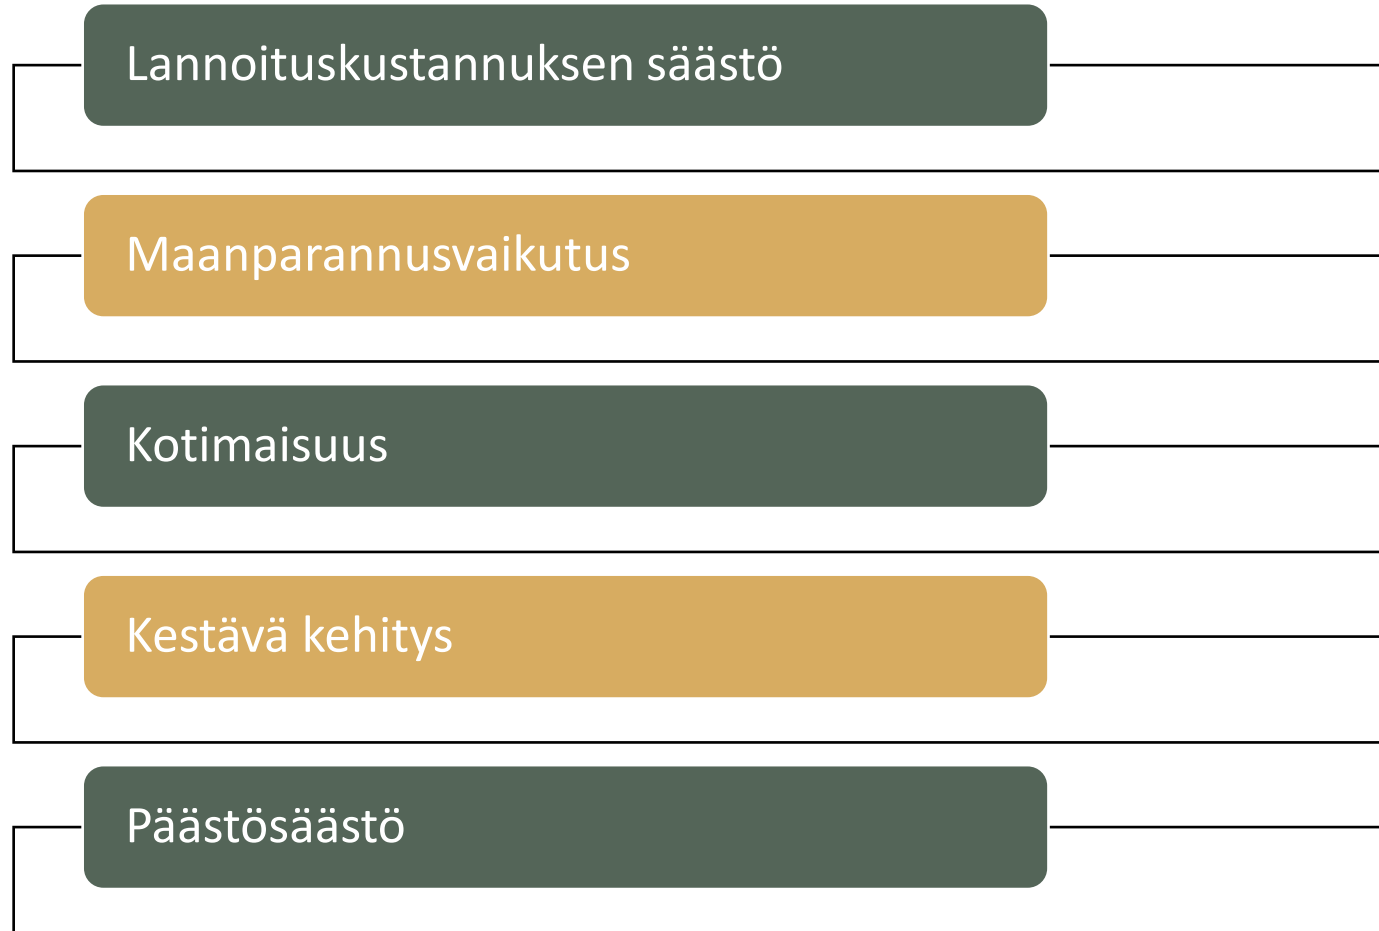 Lannoituskustannuksen säästö
Maanparannusvaikutus
Kotimaisuus
Kestävä kehitys
Päästösäästö